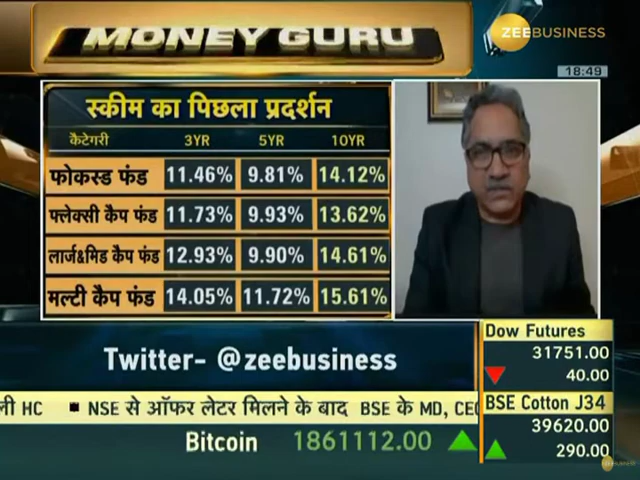 MONEY GURU
ZEEBUSINESS
18:49
स्कीम का पिछला प्रदर्शन
कैटेगरी 3YR 5YR 10YR
फोकस्ड फंड 11.46% 9.81% 14.12%
फ्लेक्सी कैप फंड 11.73% 9.93% 13.62%
लार्ज&मिड कैप फंड 12.93% 9.90% 14.61%
मल्टी कैप फंड 14.05% 11.72% 15.61%
Twitter- @zeebusiness
Dow Futures
31751.00
40.00
BSE Cotton J34
39620.00
290.00
ली HC ■ NSE से ऑफर लेटर मिलने के बाद BSE के MD, CEO
Bitcoin 1861112.00